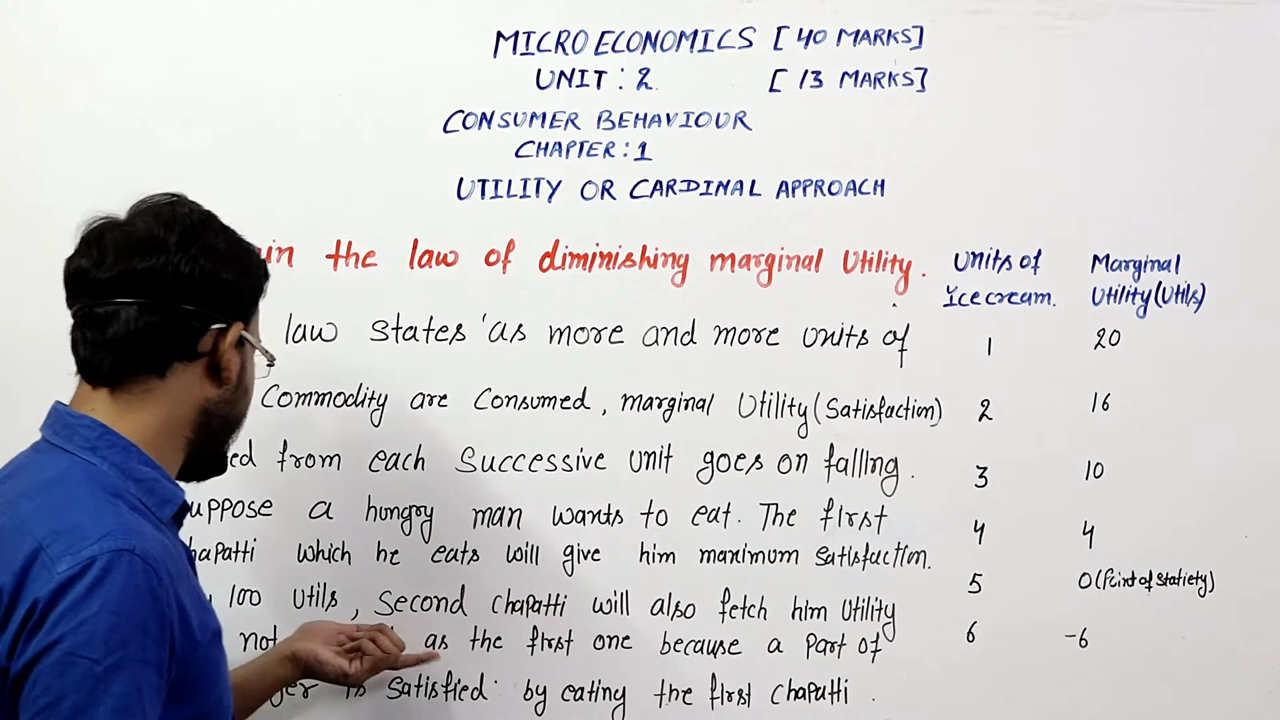 MICRO ECONOMICS [40 MARKS]
UNIT : 2 [13 MARKS]
CONSUMER BEHAVIOUR
CHAPTER : 1
UTILITY OR CARDINAL APPROACH
the law of diminishing marginal Utility.
law states 'as more and more units of
Commodity are Consumed, marginal Utility (Satisfaction)
from each Successive unit goes on falling.
a hungry man wants to eat. The first
which he eats will give him maximum satisfaction.
100 utils, Second chapatti will also fetch him Utility
not as the first one because a part of
is satisfied by eating the first chapatti.
Units of Icecream. Marginal Utility (Utils)
1 20
2 16
3 10
4 4
5 0 (Point of Statiety)
6 -6